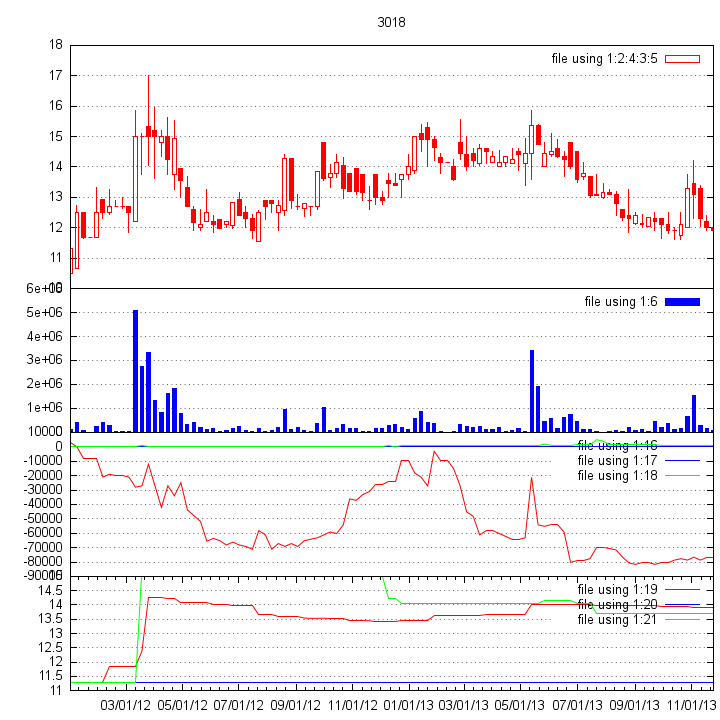 3018
18
file using 1:2:4:3:5
17
16
15
14
13
12
11
10
6e+06
file using 1:6
5e+06
4e+06
3e+06
2e+06
1e+06
0
10000
file using 1:16
0
file using 1:17
-10000
file using 1:18
-20000
-30000
-40000
-50000
-60000
-70000
-80000
-90000
15
file using 1:19
14.5
file using 1:20
14
file using 1:21
13.5
13
12.5
12
11.5
11
03/01/12 05/01/12 07/01/12 09/01/12 11/01/12 01/01/13 03/01/13 05/01/13 07/01/13 09/01/13 11/01/13